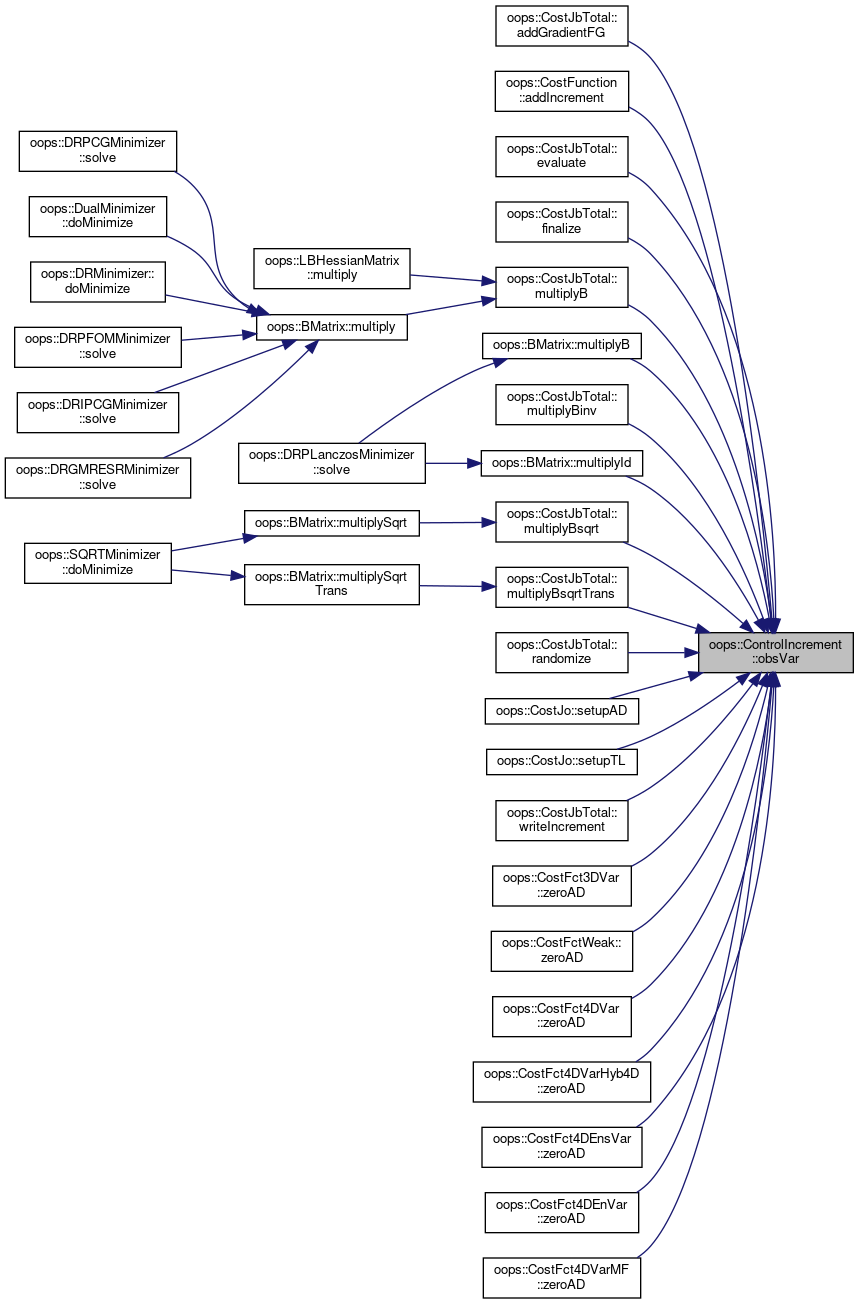 oops::CostJbTotal::
addGradientFG
oops::CostFunction
::addIncrement
oops::DRPCGMinimizer
::solve
oops::CostJbTotal::
evaluate
oops::DualMinimizer
::doMinimize
oops::CostJbTotal::
finalize
oops::DRMinimizer::
doMinimize
oops::LBHessianMatrix
::multiply
oops::CostJbTotal::
multiplyB
oops::BMatrix::multiply
oops::DRPFOMMinimizer
::solve
oops::BMatrix::multiplyB
oops::DRIPCGMinimizer
::solve
oops::CostJbTotal::
multiplyBinv
oops::DRGMRESRMinimizer
::solve
oops::DRPLanczosMinimizer
::solve
oops::BMatrix::multiplyId
oops::BMatrix::multiplySqrt
oops::CostJbTotal::
multiplyBsqrt
oops::SQRTMinimizer
::doMinimize
oops::BMatrix::multiplySqrt
Trans
oops::CostJbTotal::
multiplyBsqrtTrans
oops::CostJbTotal::
randomize
oops::ControlIncrement
::obsVar
oops::CostJo::setupAD
oops::CostJo::setupTL
oops::CostJbTotal::
writeIncrement
oops::CostFct3DVar
::zeroAD
oops::CostFctWeak::
zeroAD
oops::CostFct4DVar
::zeroAD
oops::CostFct4DVarHyb4D
::zeroAD
oops::CostFct4DEnsVar
::zeroAD
oops::CostFct4DEnVar
::zeroAD
oops::CostFct4DVarMF
::zeroAD